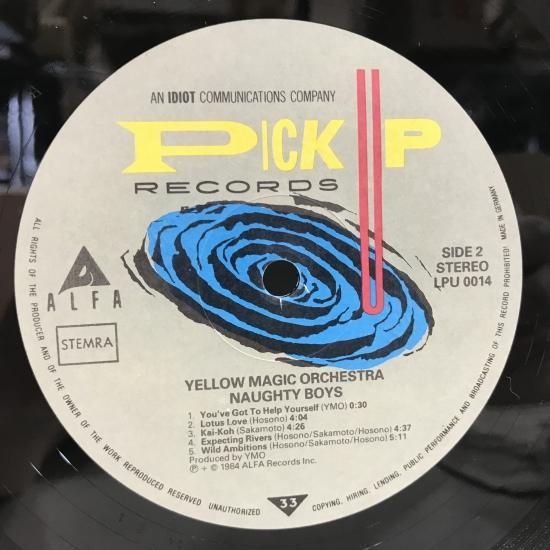 AN IDIOT COMMUNICATIONS COMPANY
PICK UP
RECORDS
ALFA
STEMRA
SIDE 2
STEREO
LPU 0014
YELLOW MAGIC ORCHESTRA
NAUGHTY BOYS
1. You've Got To Help Yourself (YMO) 0:30
2. Lotus Love (Hosono) 4:04
3. Kai-Koh (Sakamoto) 4:26
4. Expecting Rivers (Hosono/Sakamoto/Hosono) 4:37
5. Wild Ambitions (Hosono/Sakamoto/Hosono) 5:11
Produced by YMO
℗ + © 1984 ALFA Records Inc.
33
ALL RIGHTS OF THE PRODUCER AND OF THE OWNER OF THE WORK REPRODUCED RESERVED UNAUTHORIZED COPYING, HIRING, LENDING, PUBLIC PERFORMANCE AND BROADCASTING OF THIS RECORD PROHIBITED! MADE IN GERMANY